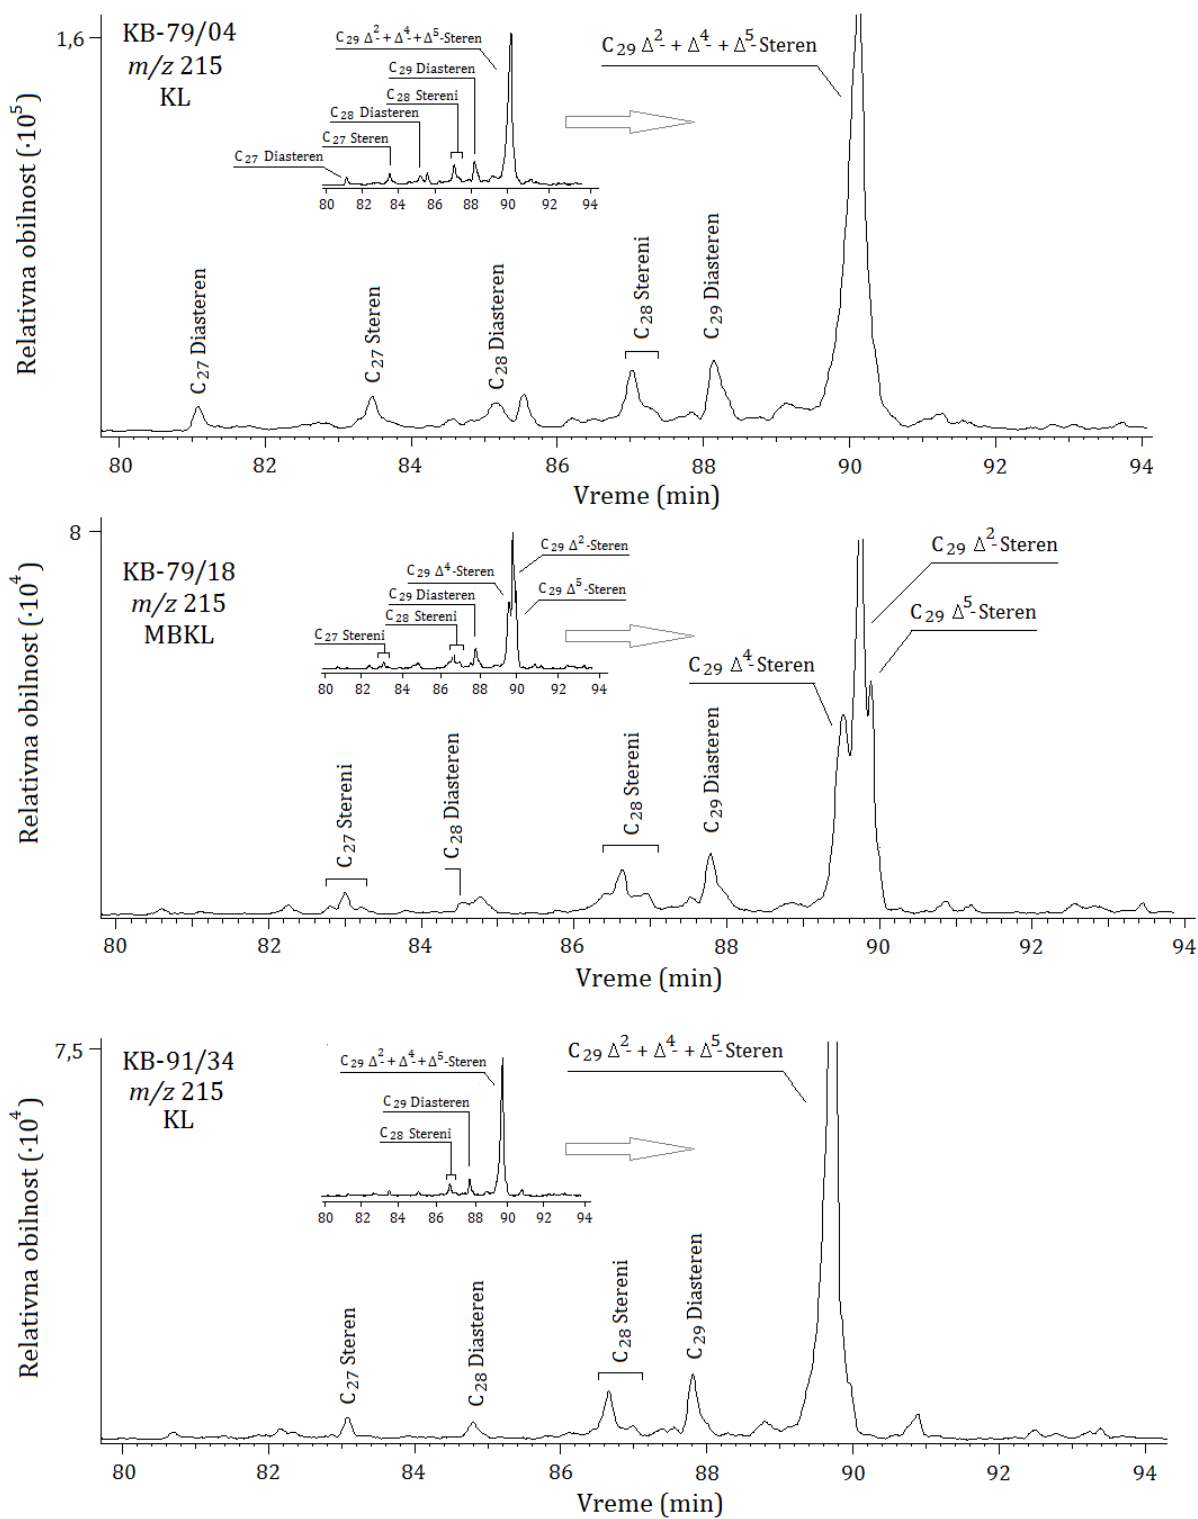 1,6
KB-79/04
m/z 215
KL
C29 Δ2- + Δ4- + Δ5-Steren
C29 Diasteren
C28 Stereni
C28 Diasteren
C27 Steren
C27 Diasteren
80 82 84 86 88 90 92 94
C29 Δ2- + Δ4- + Δ5-Steren
Relativna obilnost (·10^5)
C27 Diasteren
C27 Steren
C28 Diasteren
C28 Stereni
C29 Diasteren
80 82 84 86 88 90 92 94
Vreme (min)
8
KB-79/18
m/z 215
MBKL
C29 Δ2-Steren
C29 Δ4-Steren
C29 Δ5-Steren
C29 Diasteren
C28 Stereni
C27 Stereni
80 82 84 86 88 90 92 94
C29 Δ2-Steren
C29 Δ5-Steren
C29 Δ4-Steren
Relativna obilnost (·10^4)
C27 Stereni
C28 Diasteren
C28 Stereni
C29 Diasteren
80 82 84 86 88 90 92 94
Vreme (min)
7,5
KB-91/34
m/z 215
KL
C29 Δ2- + Δ4- + Δ5-Steren
C29 Diasteren
C28 Stereni
80 82 84 86 88 90 92 94
C29 Δ2- + Δ4- + Δ5-Steren
Relativna obilnost (·10^4)
C27 Steren
C28 Diasteren
C28 Stereni
C29 Diasteren
80 82 84 86 88 90 92 94
Vreme (min)